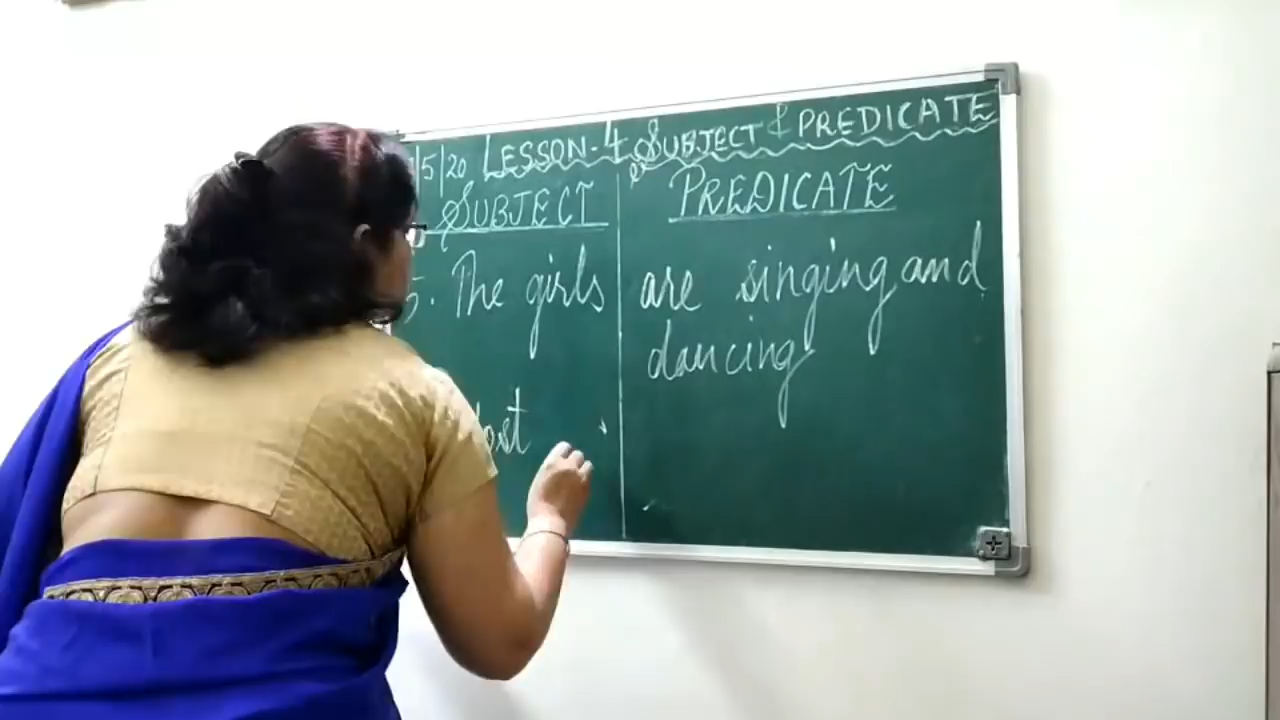 /5/20 LESSON-4 SUBJECT & PREDICATE
SUBJECT PREDICATE
5. The girls are singing and
dancing